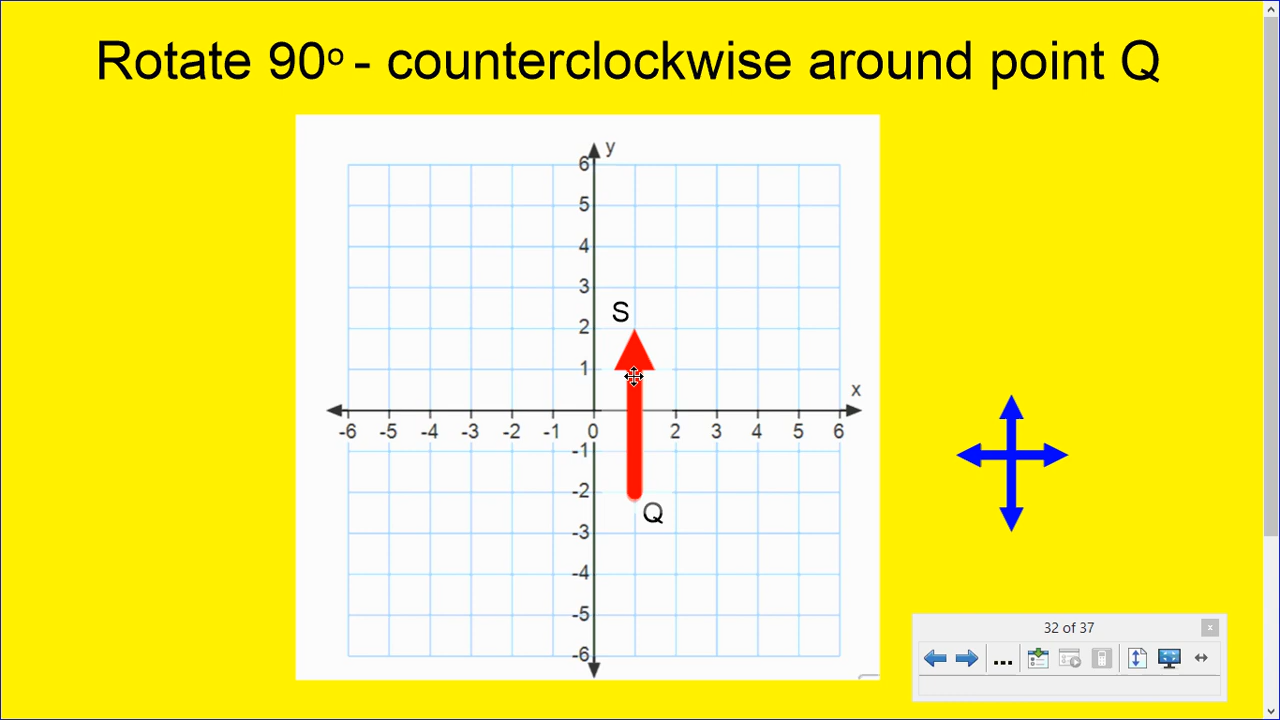 Rotate 90º - counterclockwise around point Q
y
6
5
4
3
S
2
1
x
-6 -5 -4 -3 -2 -1 0 2 3 4 5 6
-1
-2
Q
-3
-4
-5
-6
32 of 37
x
...